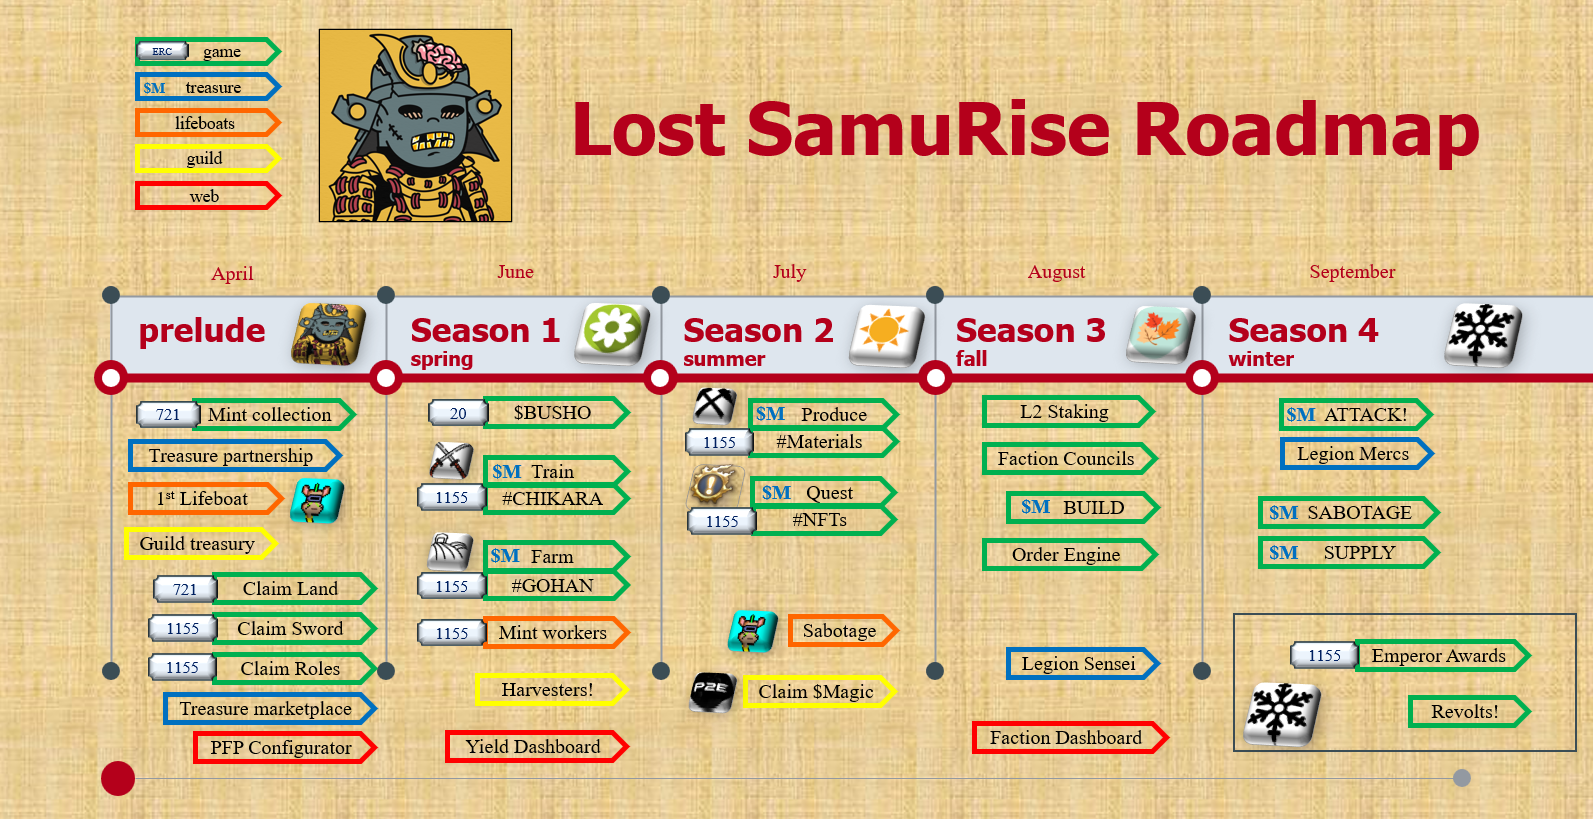 ERC game
$M treasure
lifeboats
guild
web
Lost SamuRise Roadmap
April
June
July
August
September
prelude
Season 1
spring
Season 2
summer
Season 3
fall
Season 4
winter
721 Mint collection
Treasure partnership
1st Lifeboat
Guild treasury
721 Claim Land
1155 Claim Sword
1155 Claim Roles
Treasure marketplace
PFP Configurator
20 $BUSHO
$M Train
1155 #CHIKARA
$M Farm
1155 #GOHAN
1155 Mint workers
Harvesters!
Yield Dashboard
$M Produce
1155 #Materials
$M Quest
1155 #NFTs
Sabotage
P2E Claim $Magic
L2 Staking
Faction Councils
$M BUILD
Order Engine
Legion Sensei
Faction Dashboard
$M ATTACK!
Legion Mercs
$M SABOTAGE
$M SUPPLY
1155 Emperor Awards
Revolts!